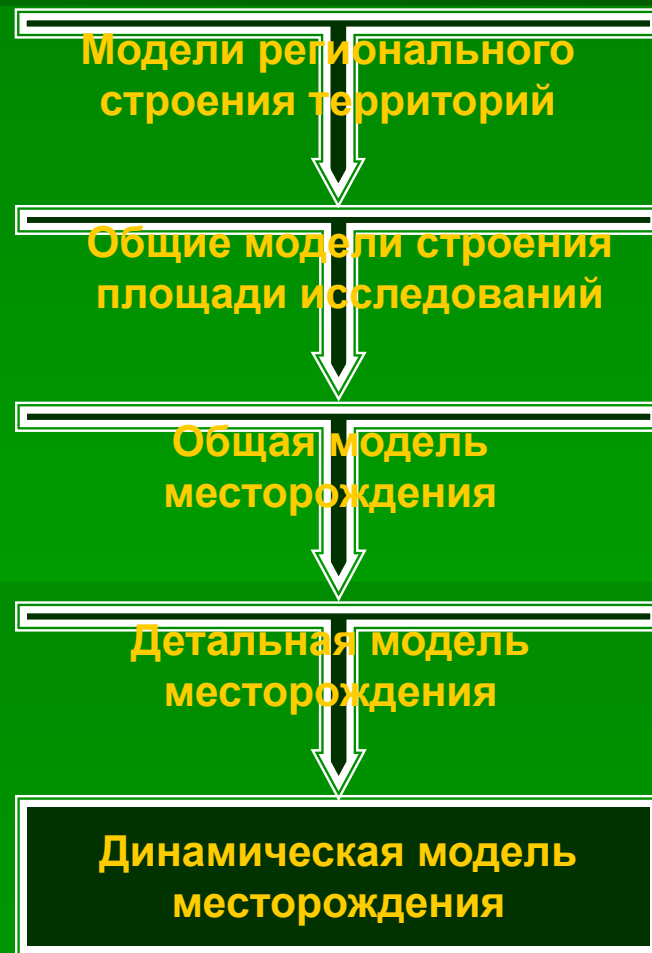 Модели регионального
строения территорий
Общие модели строения
площади исследований
Общая модель
месторождения
Детальная модель
месторождения
Динамическая модель
месторождения